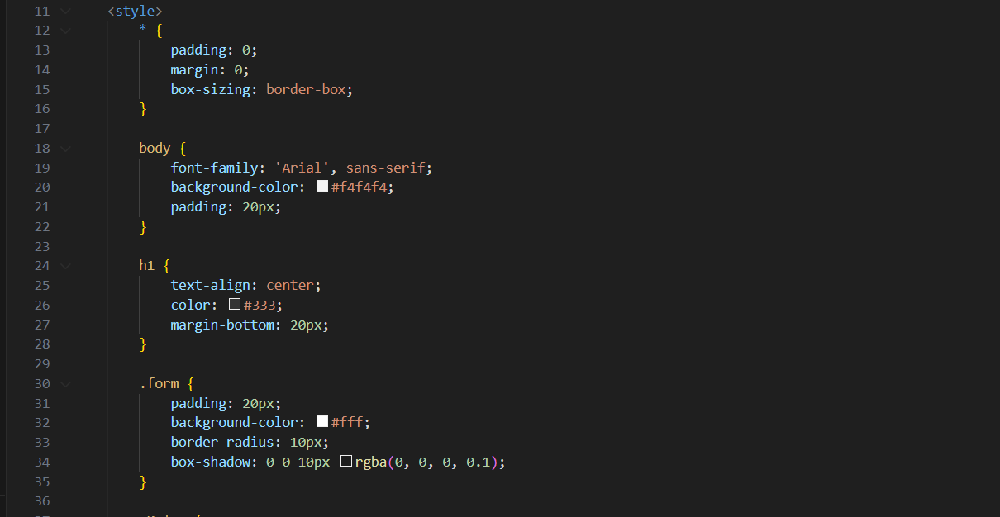 11 <style>
12 * {
13 padding: 0;
14 margin: 0;
15 box-sizing: border-box;
16 }
17
18 body {
19 font-family: 'Arial', sans-serif;
20 background-color: #f4f4f4;
21 padding: 20px;
22 }
23
24 h1 {
25 text-align: center;
26 color: #333;
27 margin-bottom: 20px;
28 }
29
30 .form {
31 padding: 20px;
32 background-color: #fff;
33 border-radius: 10px;
34 box-shadow: 0 0 10px rgba(0, 0, 0, 0.1);
35 }
36